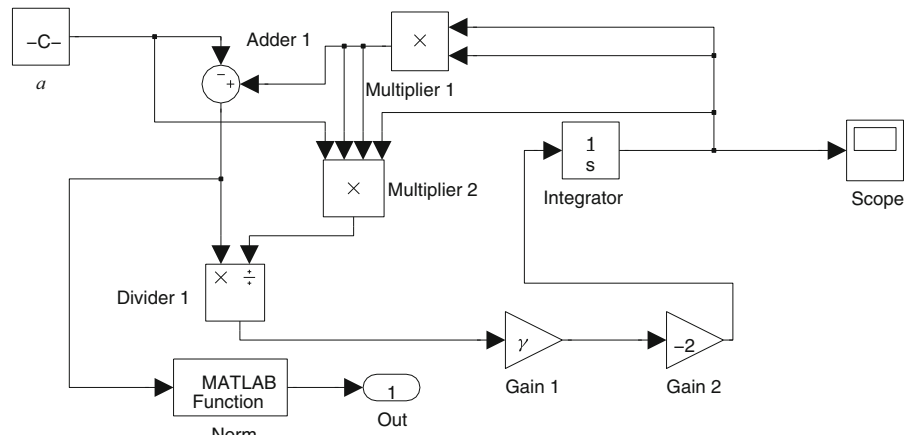 –C–
a
Adder 1
–
+
×
Multiplier 1
×
Multiplier 2
1
s
Integrator
Scope
× ÷
Divider 1
γ
Gain 1
–2
Gain 2
MATLAB
Function
Norm
1
Out